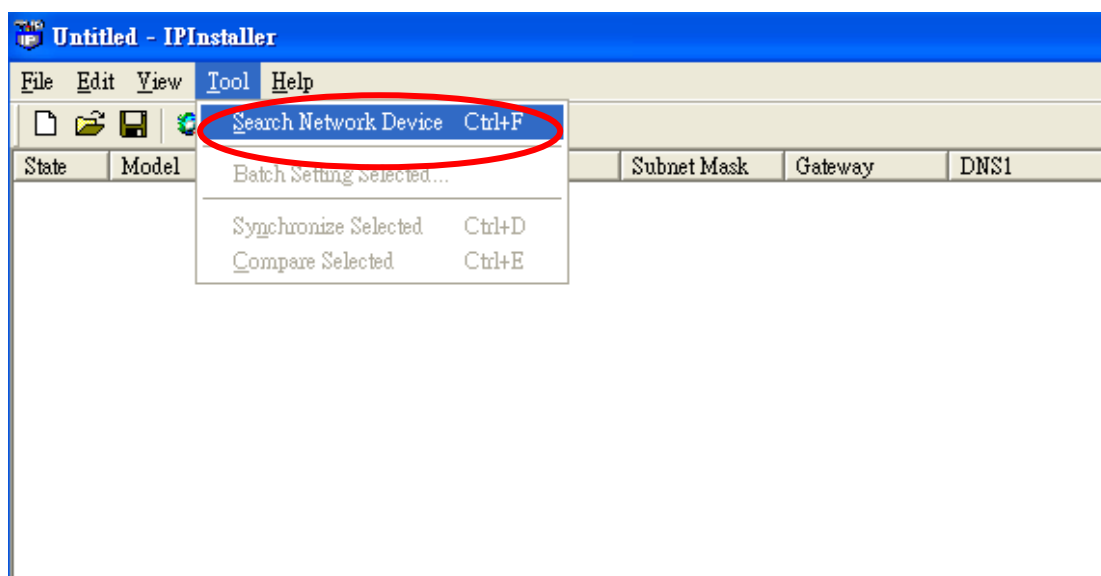 Untitled - IPInstaller
File Edit View Tool Help
Search Network Device Ctrl+F
State Model Subnet Mask Gateway DNS1
Batch Setting Selected...
Synchronize Selected Ctrl+D
Compare Selected Ctrl+E